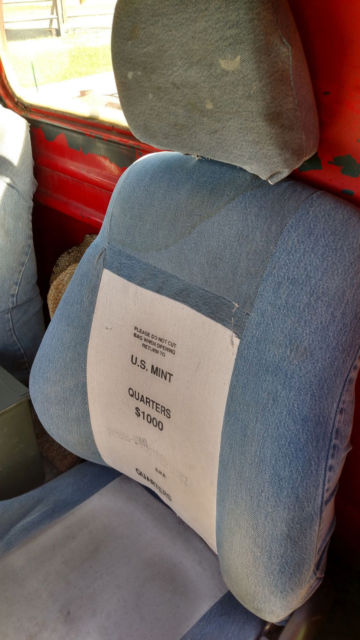 PLEASE DO NOT CUT
BAG WHEN OPENING
RETURN TO
U.S. MINT
QUARTERS
$1000
QUARTERS